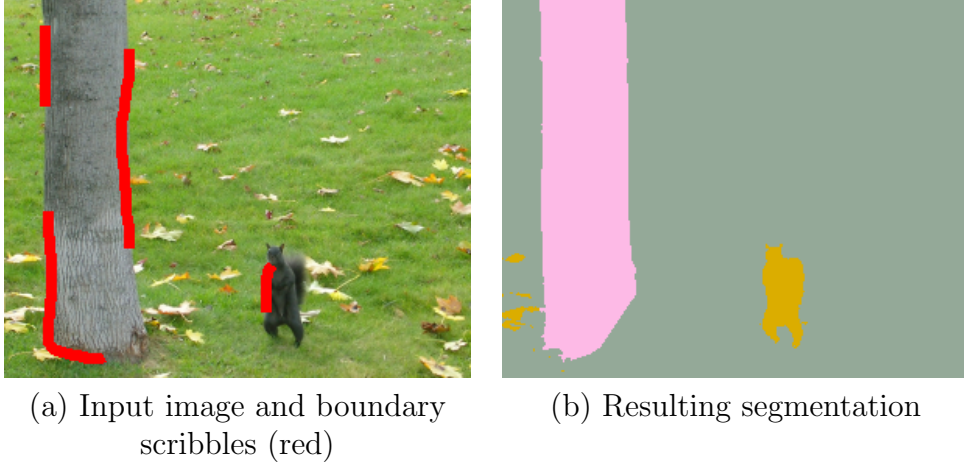 (a) Input image and boundary
scribbles (red)
(b) Resulting segmentation